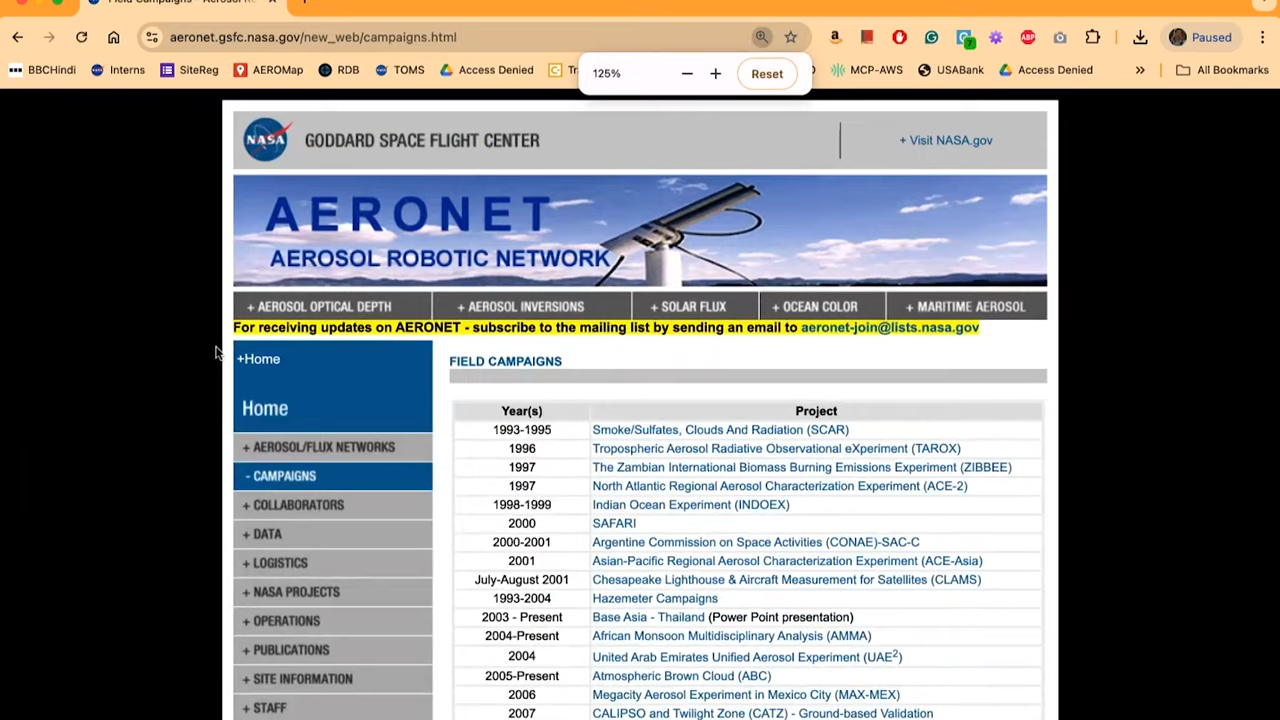 Field Campaigns - Aerosol R
aeronet.gsfc.nasa.gov/new_web/campaigns.html
Paused
BBCHindi
Interns
SiteReg
AEROMap
RDB
TOMS
Access Denied
MCP-AWS
USABank
Access Denied
All Bookmarks
125%
Reset
7
ABP
NASA
GODDARD SPACE FLIGHT CENTER
+ Visit NASA.gov
AERONET
AEROSOL ROBOTIC NETWORK
+ AEROSOL OPTICAL DEPTH
+ AEROSOL INVERSIONS
+ SOLAR FLUX
+ OCEAN COLOR
+ MARITIME AEROSOL
For receiving updates on AERONET - subscribe to the mailing list by sending an email to aeronet-join@lists.nasa.gov
+Home
Home
+ AEROSOL/FLUX NETWORKS
- CAMPAIGNS
+ COLLABORATORS
+ DATA
+ LOGISTICS
+ NASA PROJECTS
+ OPERATIONS
+ PUBLICATIONS
+ SITE INFORMATION
+ STAFF
FIELD CAMPAIGNS
Year(s) Project
1993-1995 Smoke/Sulfates, Clouds And Radiation (SCAR)
1996 Tropospheric Aerosol Radiative Observational eXperiment (TAROX)
1997 The Zambian International Biomass Burning Emissions Experiment (ZIBBEE)
1997 North Atlantic Regional Aerosol Characterization Experiment (ACE-2)
1998-1999 Indian Ocean Experiment (INDOEX)
2000 SAFARI
2000-2001 Argentine Commission on Space Activities (CONAE)-SAC-C
2001 Asian-Pacific Regional Aerosol Characterization Experiment (ACE-Asia)
July-August 2001 Chesapeake Lighthouse & Aircraft Measurement for Satellites (CLAMS)
1993-2004 Hazemeter Campaigns
2003 - Present Base Asia - Thailand (Power Point presentation)
2004-Present African Monsoon Multidisciplinary Analysis (AMMA)
2004 United Arab Emirates Unified Aerosol Experiment (UAE²)
2005-Present Atmospheric Brown Cloud (ABC)
2006 Megacity Aerosol Experiment in Mexico City (MAX-MEX)
2007 CALIPSO and Twilight Zone (CATZ) - Ground-based Validation